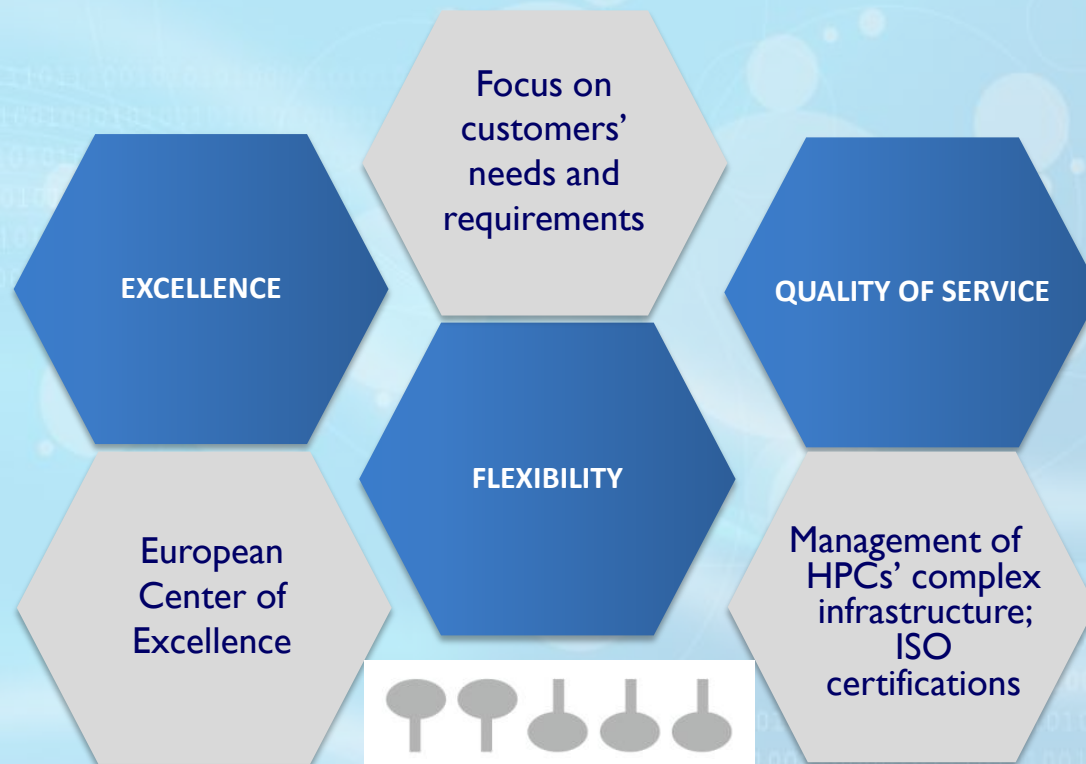 Focus on
customers'
needs and
requirements
EXCELLENCE
QUALITY OF SERVICE
FLEXIBILITY
European
Center of
Excellence
Management of
HPCs' complex
infrastructure;
ISO
certifications